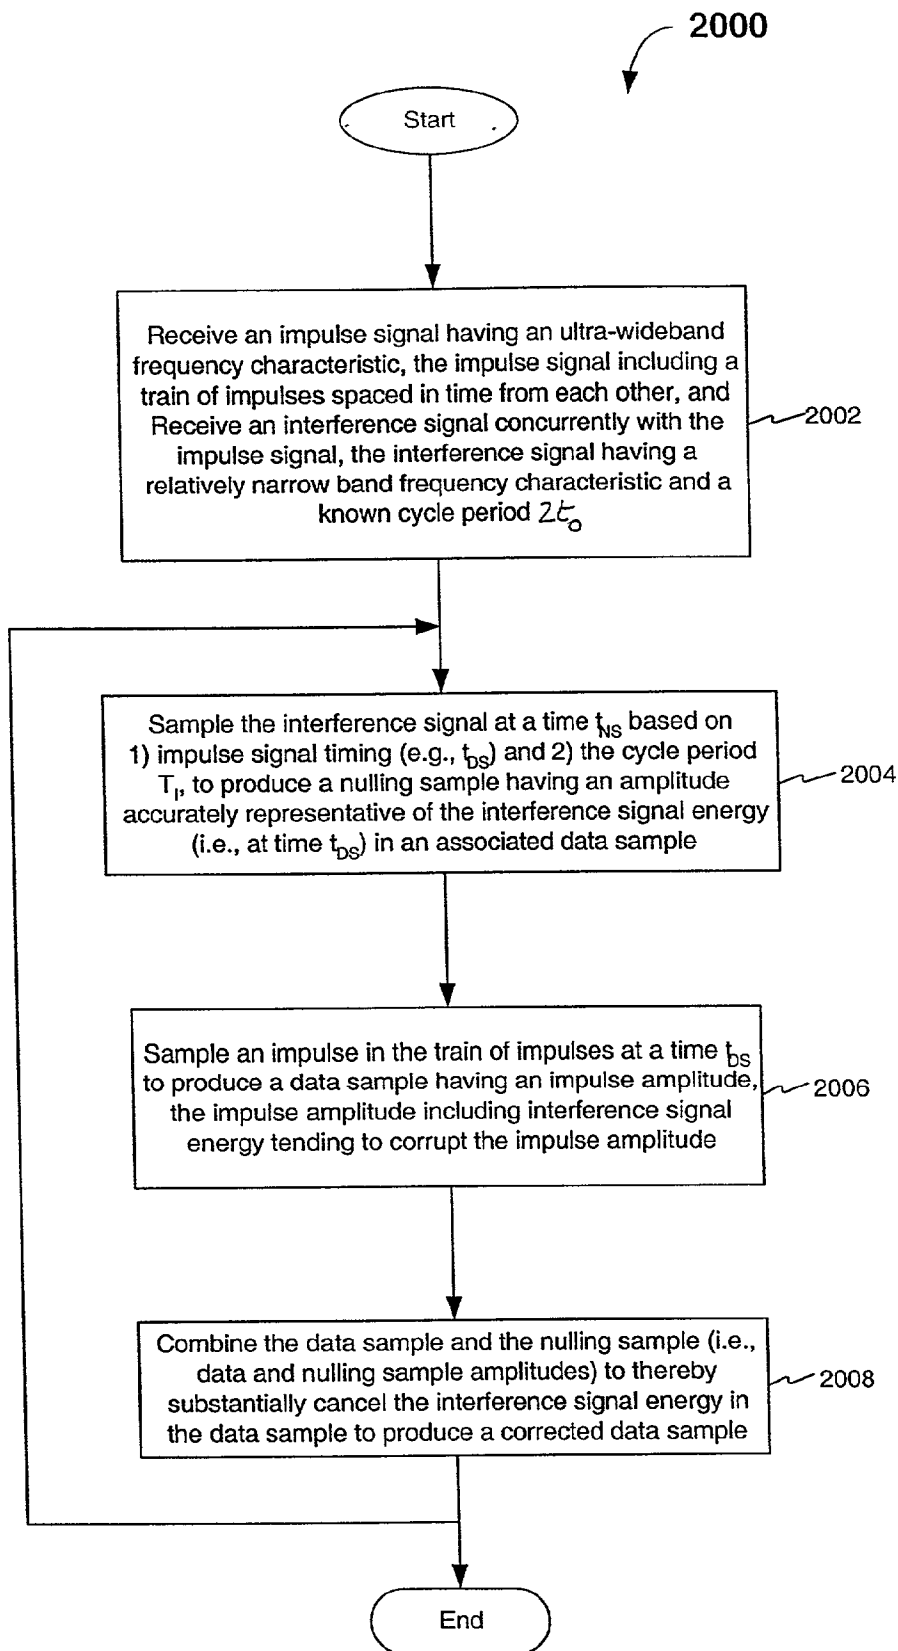 2000
Start
Receive an impulse signal having an ultra-wideband
frequency characteristic, the impulse signal including a
train of impulses spaced in time from each other, and
Receive an interference signal concurrently with the
impulse signal, the interference signal having a
relatively narrow band frequency characteristic and a
known cycle period 2t₀
2002
Sample the interference signal at a time t_NS based on
1) impulse signal timing (e.g., t_DS) and 2) the cycle period
T_I, to produce a nulling sample having an amplitude
accurately representative of the interference signal energy
(i.e., at time t_DS) in an associated data sample
2004
Sample an impulse in the train of impulses at a time t_DS
to produce a data sample having an impulse amplitude,
the impulse amplitude including interference signal
energy tending to corrupt the impulse amplitude
2006
Combine the data sample and the nulling sample (i.e.,
data and nulling sample amplitudes) to thereby
substantially cancel the interference signal energy in
the data sample to produce a corrected data sample
2008
End